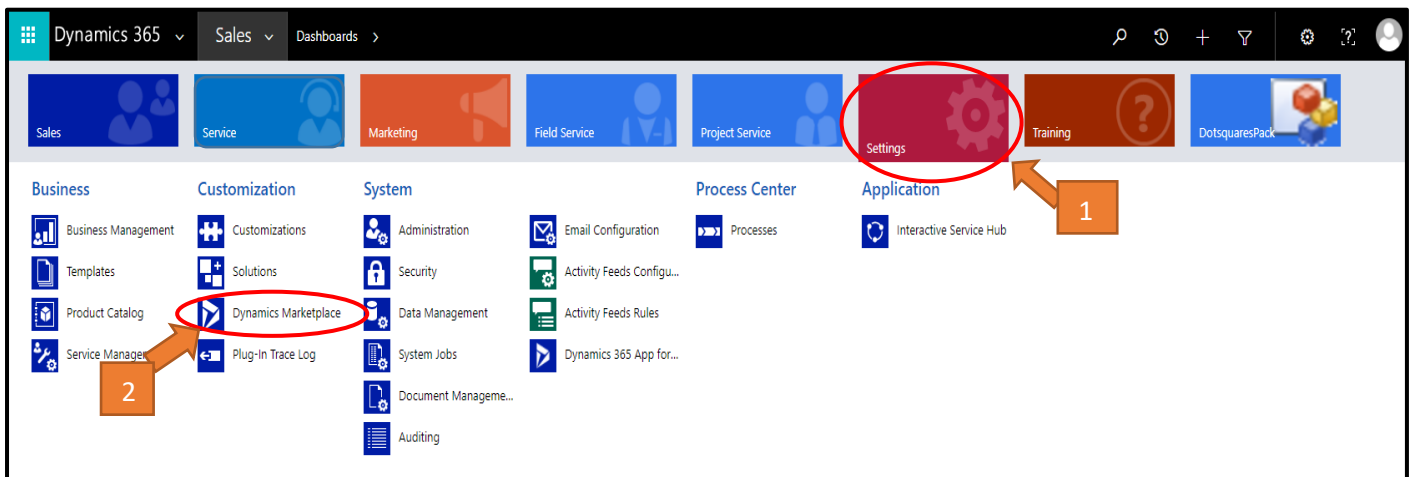 Dynamics 365 Sales Dashboards >
[?]
Sales Service Marketing Field Service Project Service Settings Training DotsquaresPack
1
Business Customization System Process Center Application
Business Management Customizations Administration Email Configuration Processes Interactive Service Hub
Templates Solutions Security Activity Feeds Configu...
Product Catalog Dynamics Marketplace Data Management Activity Feeds Rules
Service Manage Plug-In Trace Log System Jobs Dynamics 365 App for...
2
Document Manageme...
Auditing